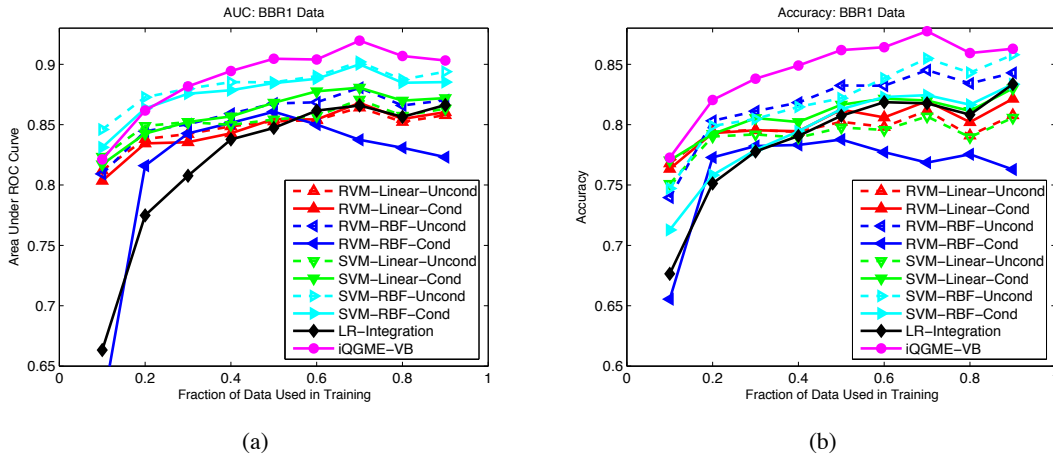 AUC: BBR1 Data
0.9
0.85
0.8
0.75
0.7
0.65
Area Under ROC Curve
0
0.2
0.4
0.6
0.8
1
Fraction of Data Used in Training
RVM−Linear−Uncond
RVM−Linear−Cond
RVM−RBF−Uncond
RVM−RBF−Cond
SVM−Linear−Uncond
SVM−Linear−Cond
SVM−RBF−Uncond
SVM−RBF−Cond
LR−Integration
iQGME−VB
(a)
Accuracy: BBR1 Data
0.85
0.8
0.75
0.7
0.65
0.6
Accuracy
0
0.2
0.4
0.6
0.8
Fraction of Data Used in Training
RVM−Linear−Uncond
RVM−Linear−Cond
RVM−RBF−Uncond
RVM−RBF−Cond
SVM−Linear−Uncond
SVM−Linear−Cond
SVM−RBF−Uncond
SVM−RBF−Cond
LR−Integration
iQGME−VB
(b)